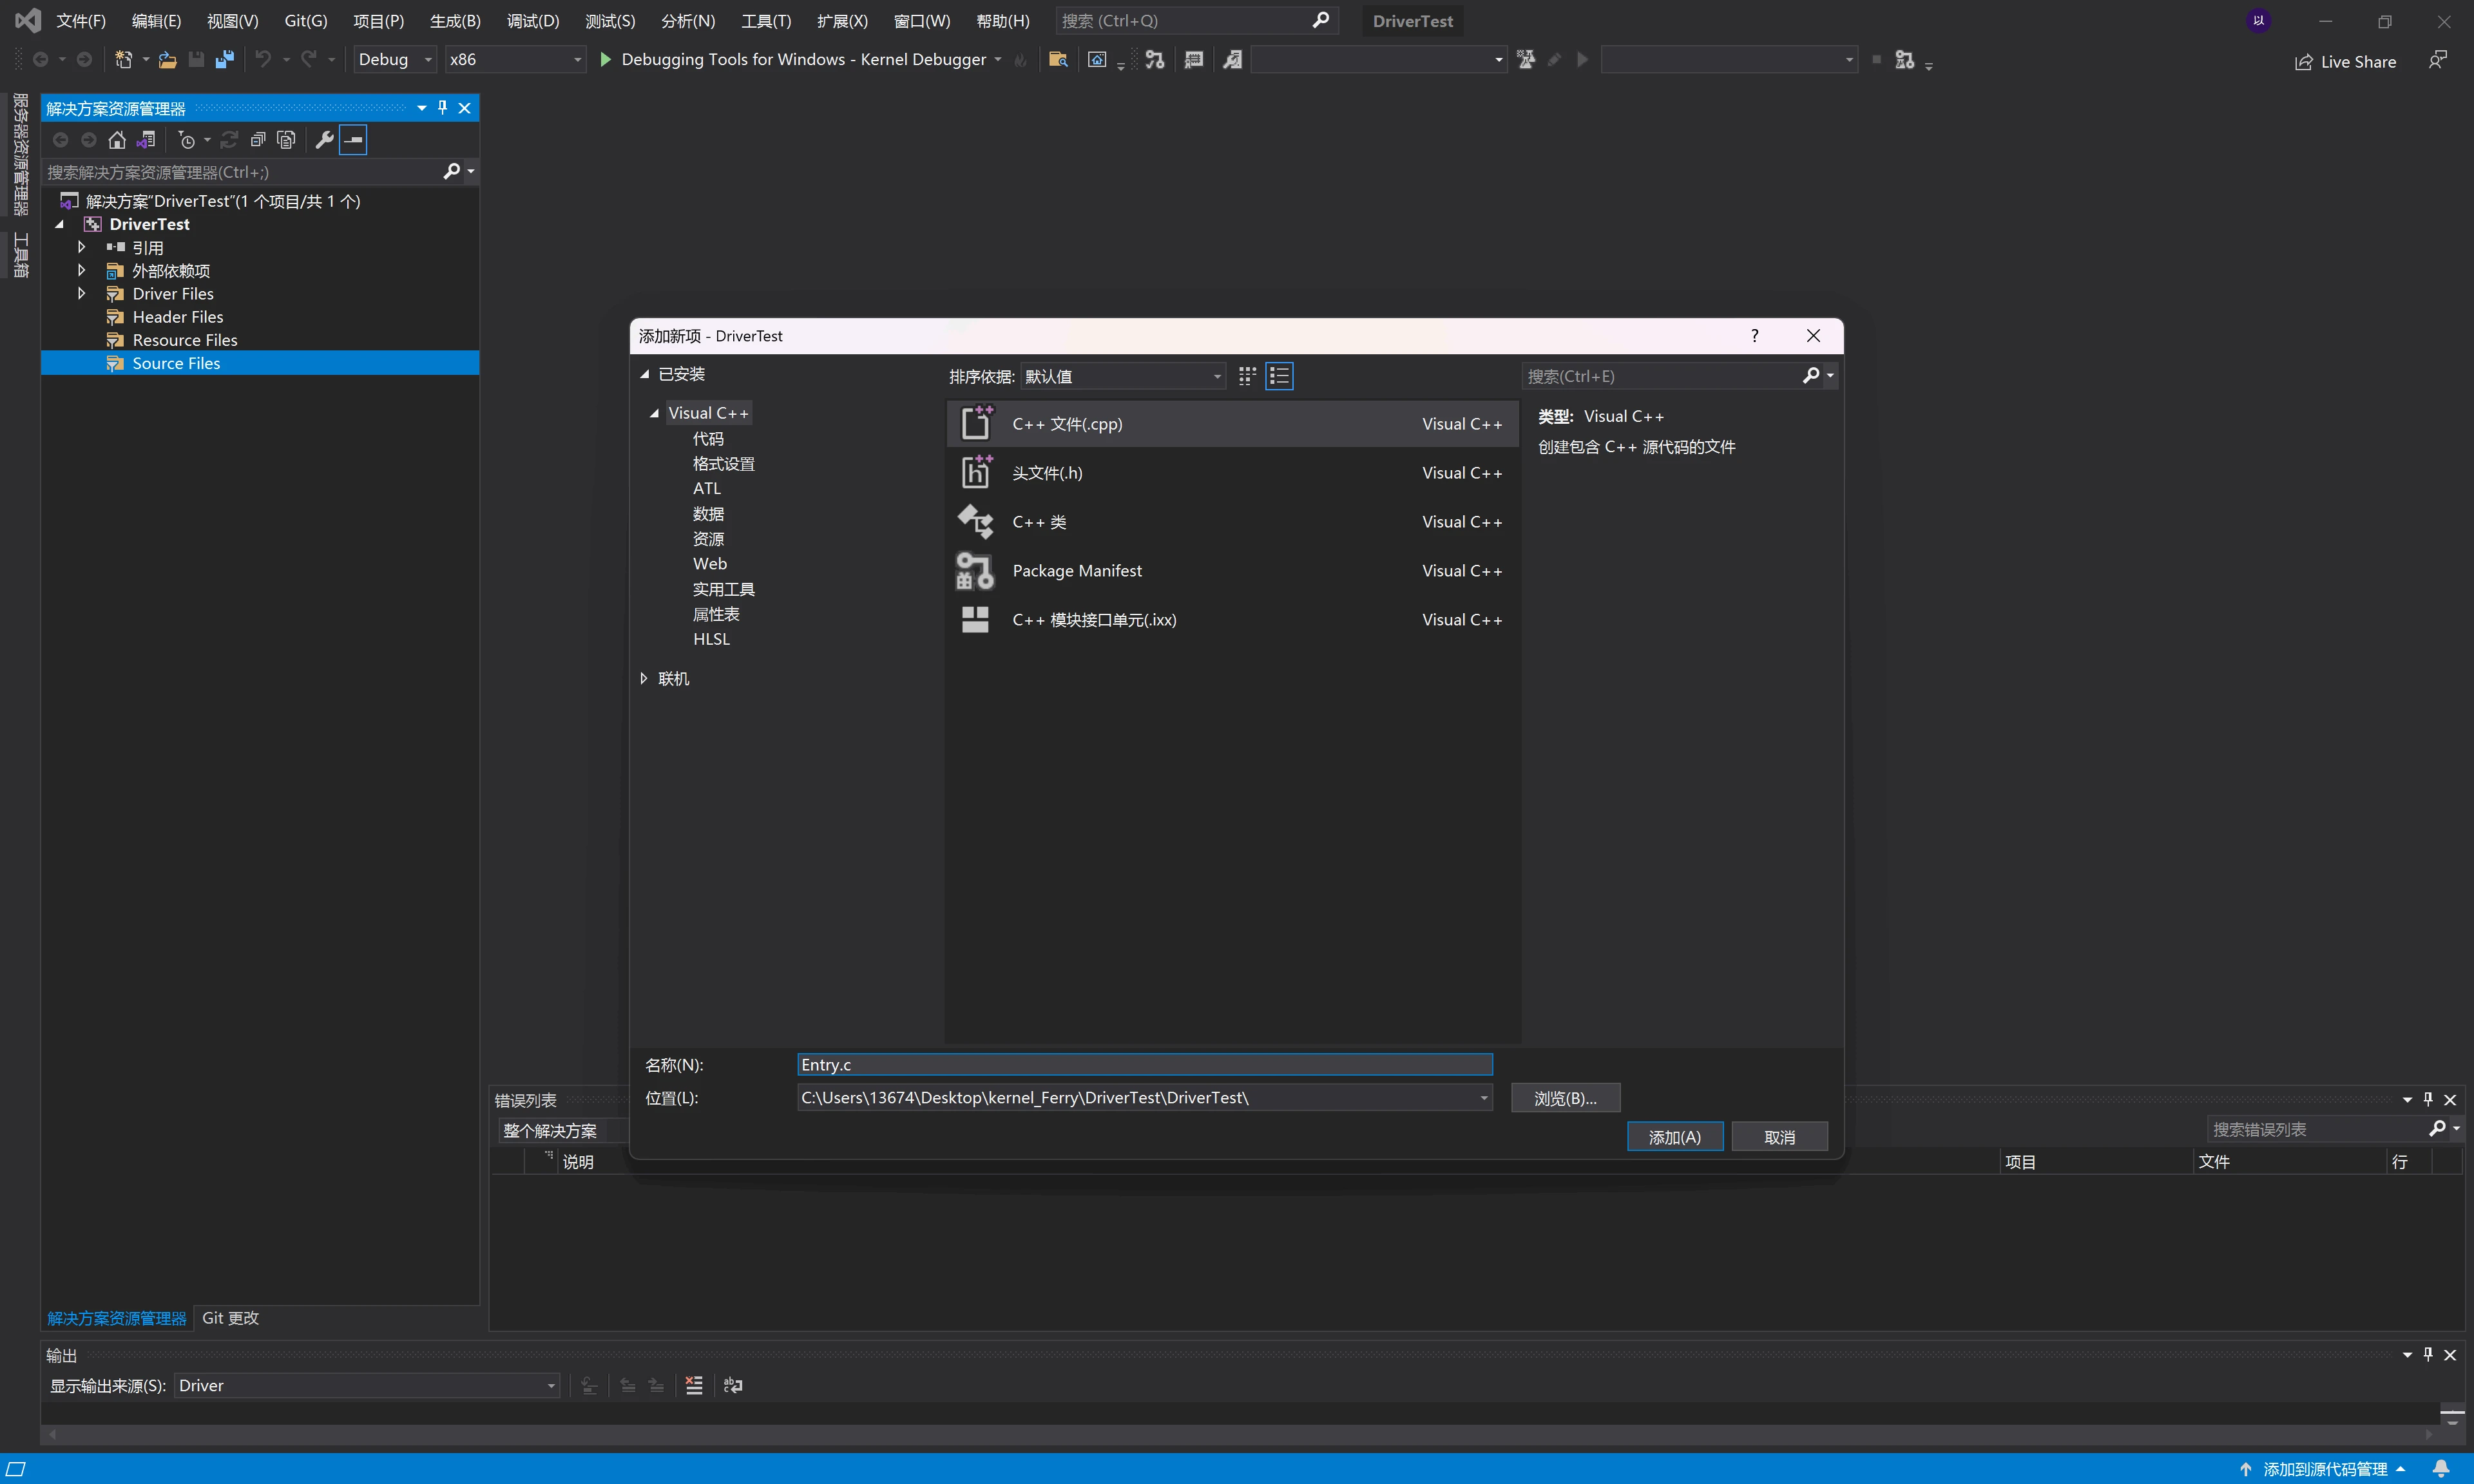 文件(F) 编辑(E) 视图(V) Git(G) 项目(P) 生成(B) 调试(D) 测试(S) 分析(N) 工具(T) 扩展(X) 窗口(W) 帮助(H) 搜索 (Ctrl+Q) DriverTest 以
Debug x86 Debugging Tools for Windows - Kernel Debugger Live Share
服务器资源管理器
工具箱
解决方案资源管理器
搜索解决方案资源管理器(Ctrl+;)
解决方案"DriverTest"(1 个项目/共 1 个)
DriverTest
引用
外部依赖项
Driver Files
Header Files
Resource Files
Source Files
添加新项 - DriverTest ?
已安装
排序依据: 默认值
搜索(Ctrl+E)
Visual C++
代码
格式设置
ATL
数据
资源
Web
实用工具
属性表
HLSL
联机
C++ 文件(.cpp) Visual C++
头文件(.h) Visual C++
C++ 类 Visual C++
Package Manifest Visual C++
C++ 模块接口单元(.ixx) Visual C++
类型: Visual C++
创建包含 C++ 源代码的文件
名称(N): Entry.c
位置(L): C:\Users\13674\Desktop\kernel_Ferry\DriverTest\DriverTest\ 浏览(B)...
添加(A) 取消
错误列表
整个解决方案 搜索错误列表
说明 项目 文件 行
解决方案资源管理器 Git 更改
输出
显示输出来源(S): Driver
添加到源代码管理